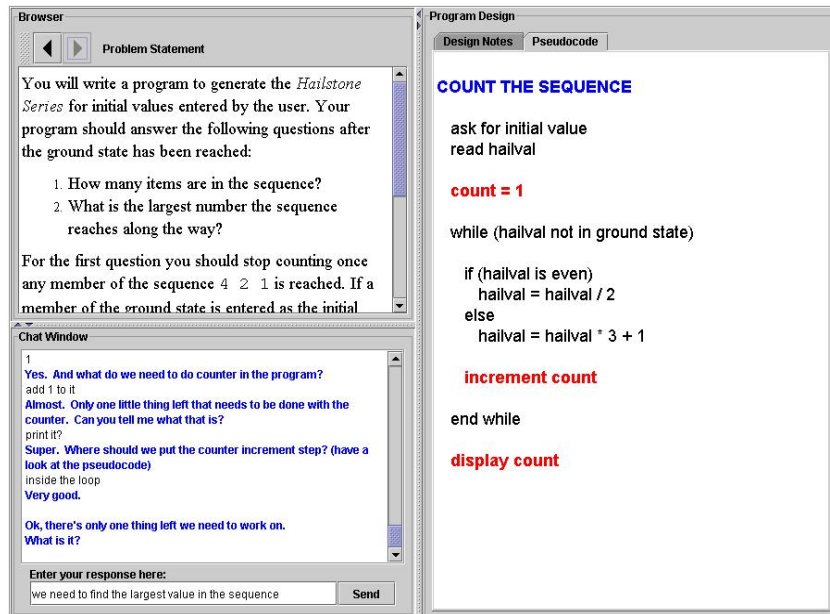 Browser
Problem Statement
You will write a program to generate the Hailstone
Series for initial values entered by the user. Your
program should answer the following questions after
the ground state has been reached:
1. How many items are in the sequence?
2. What is the largest number the sequence
reaches along the way?
For the first question you should stop counting once
any member of the sequence 4 2 1 is reached. If a
member of the ground state is entered as the initial
Chat Window
1
Yes. And what do we need to do counter in the program?
add 1 to it
Almost. Only one little thing left that needs to be done with the
counter. Can you tell me what that is?
print it?
Super. Where should we put the counter increment step? (have a
look at the pseudocode)
inside the loop
Very good.
Ok, there's only one thing left we need to work on.
What is it?
Enter your response here:
we need to find the largest value in the sequence
Send
Program Design
Design Notes
Pseudocode
COUNT THE SEQUENCE
ask for initial value
read hailval
count = 1
while (hailval not in ground state)
if (hailval is even)
hailval = hailval / 2
else
hailval = hailval * 3 + 1
increment count
end while
display count